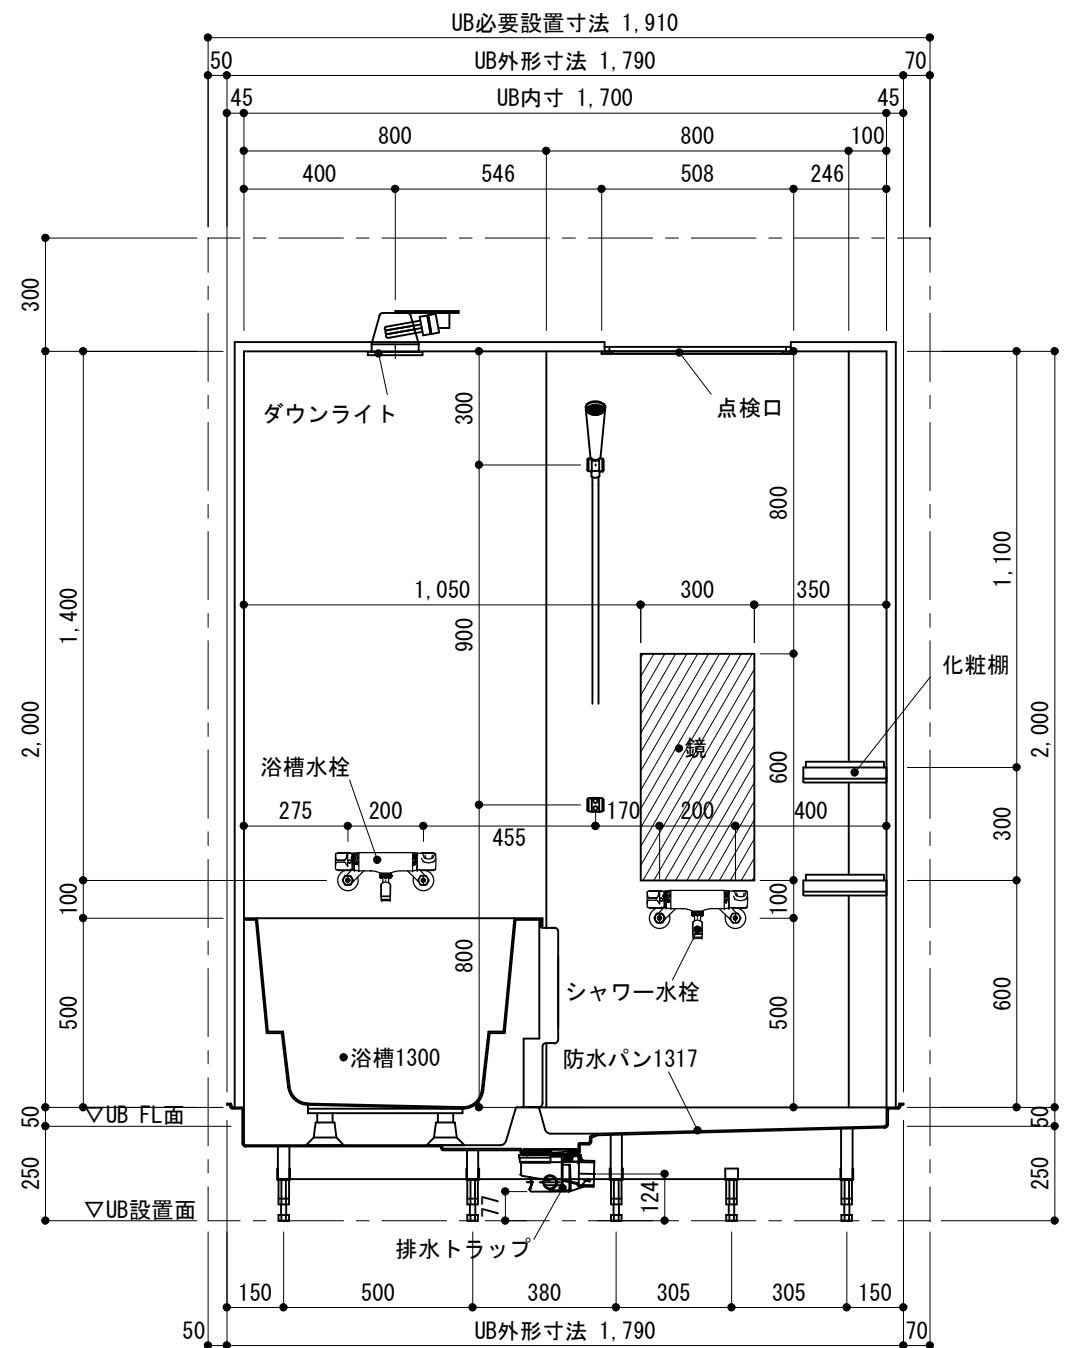 UB必要設置寸法 1,910
50 UB外形寸法 1,790 70
45 UB内寸 1,700 45
800 800 100
400 546 508 246
300
ダウンライト
点検口
300
800
1,100
1,400
1,050 300 350
900
化粧棚
2,000
2,000
鏡
600
浴槽水栓
275 200 455 170 200 400
300
100
100
800
シャワー水栓
500
500
600
浴槽1300
防水パン1317
50
▽UB FL面
50
250
▽UB設置面
77
124
250
排水トラップ
150 500 380 305 305 150
50 UB外形寸法 1,790 70